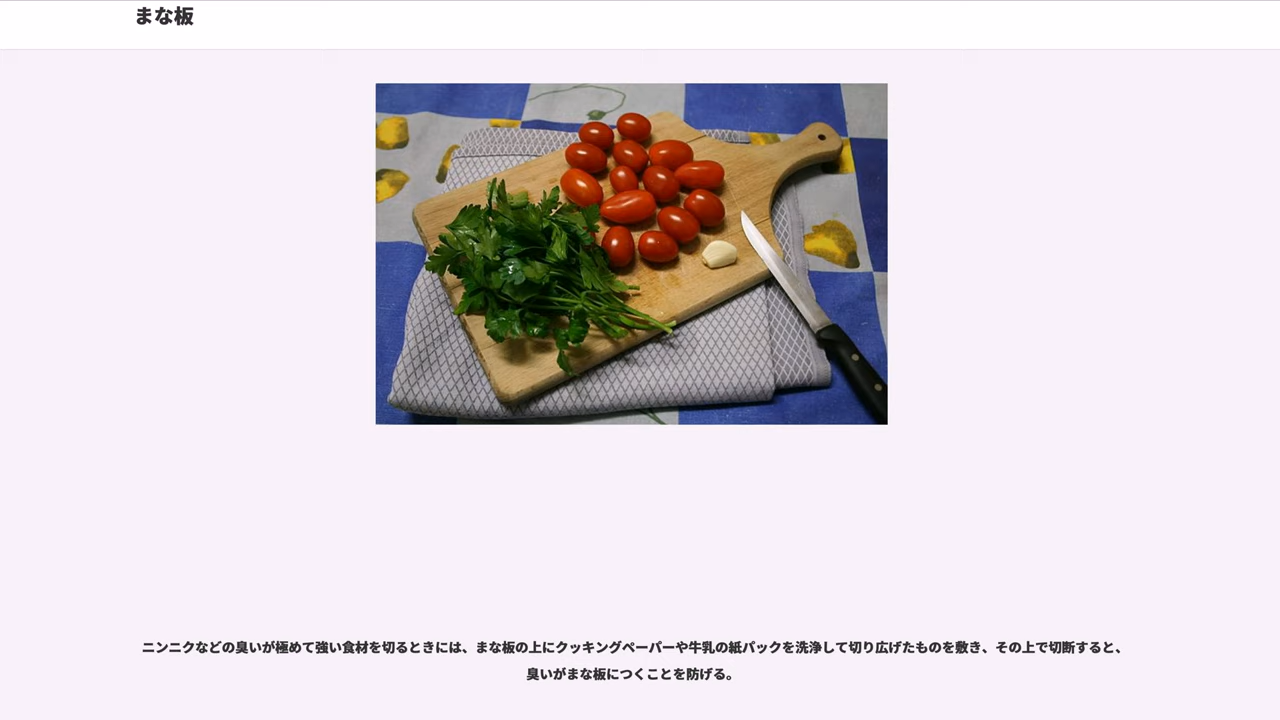 まな板
ニンニクなどの臭いが極めて強い食材を切るときには、まな板の上にクッキングペーパーや牛乳の紙パックを洗浄して切り広げたものを敷き、その上で切断すると、
臭いがまな板につくことを防げる。